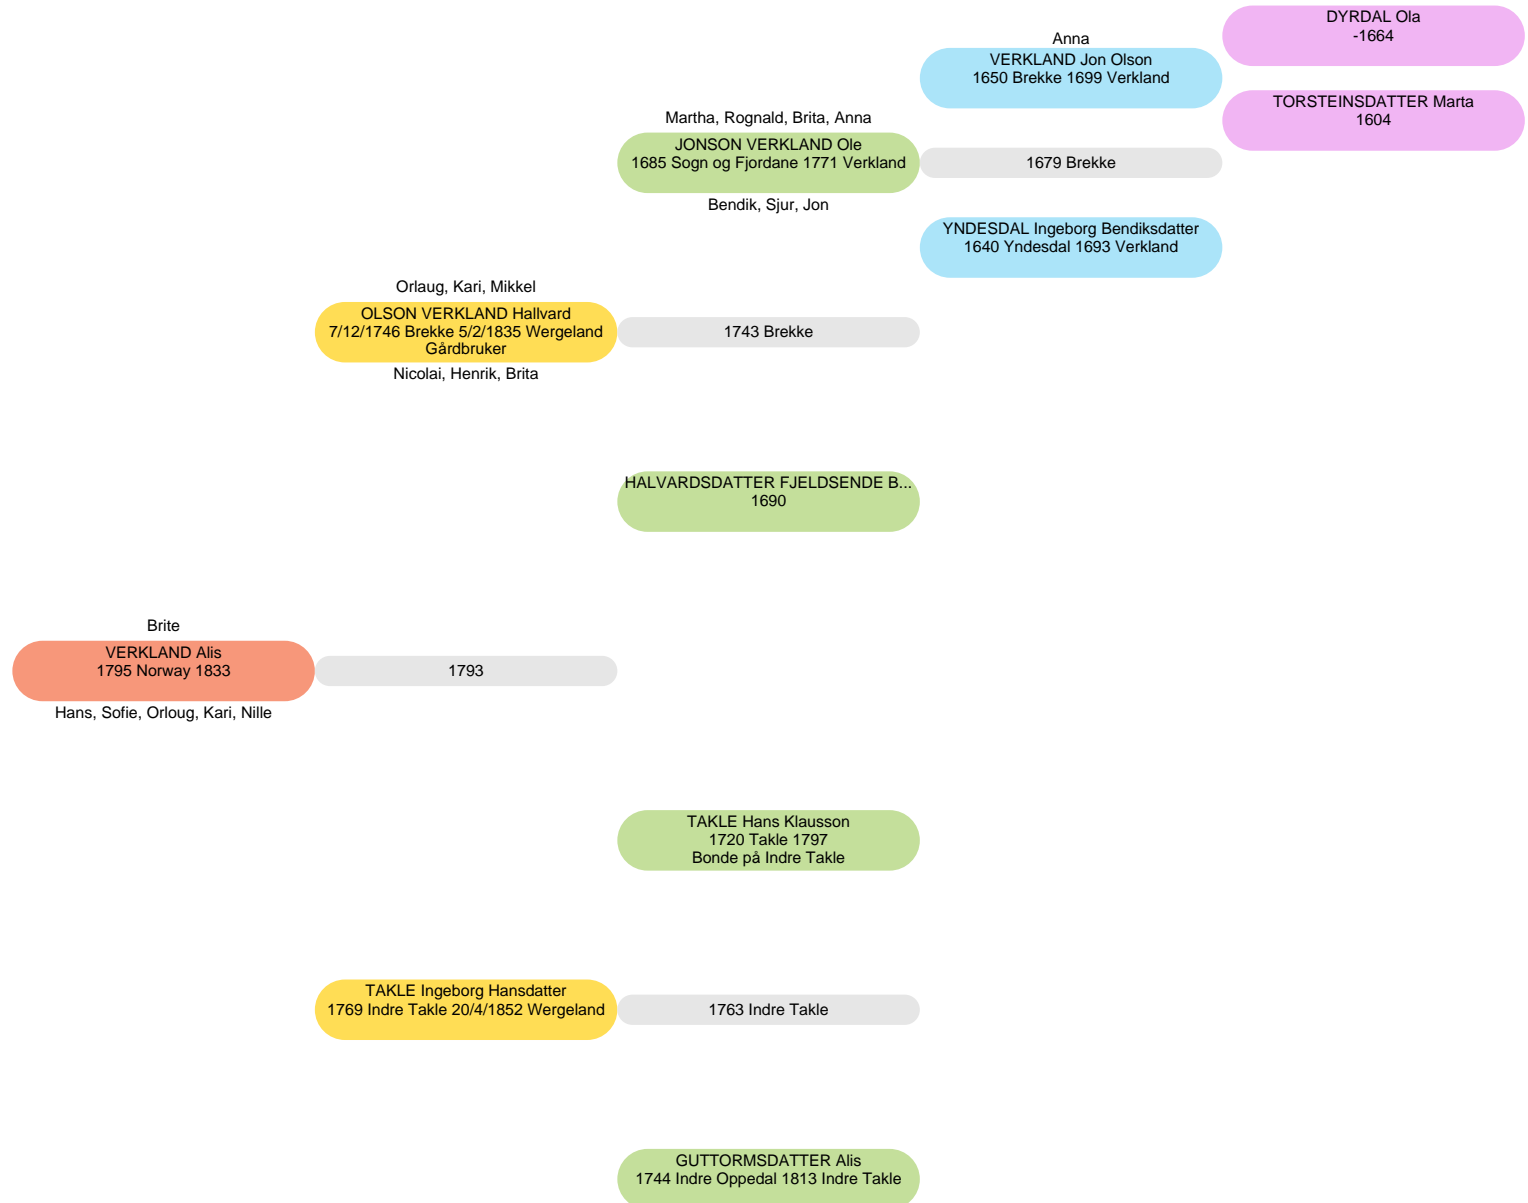 DYRDAL Ola
-1664
Anna
VERKLAND Jon Olson
1650 Brekke 1699 Verkland
TORSTEINSDATTER Marta
1604
Martha, Rognald, Brita, Anna
JONSON VERKLAND Ole
1685 Sogn og Fjordane 1771 Verkland
1679 Brekke
Bendik, Sjur, Jon
YNDESDAL Ingeborg Bendiksdatter
1640 Yndesdal 1693 Verkland
Orlaug, Kari, Mikkel
OLSON VERKLAND Hallvard
7/12/1746 Brekke 5/2/1835 Wergeland
Gårdbruker
1743 Brekke
Nicolai, Henrik, Brita
HALVARDSDATTER FJELDSENDE B...
1690
Brite
VERKLAND Alis
1795 Norway 1833
1793
Hans, Sofie, Orloug, Kari, Nille
TAKLE Hans Klausson
1720 Takle 1797
Bonde på Indre Takle
TAKLE Ingeborg Hansdatter
1769 Indre Takle 20/4/1852 Wergeland
1763 Indre Takle
GUTTORMSDATTER Alis
1744 Indre Oppedal 1813 Indre Takle